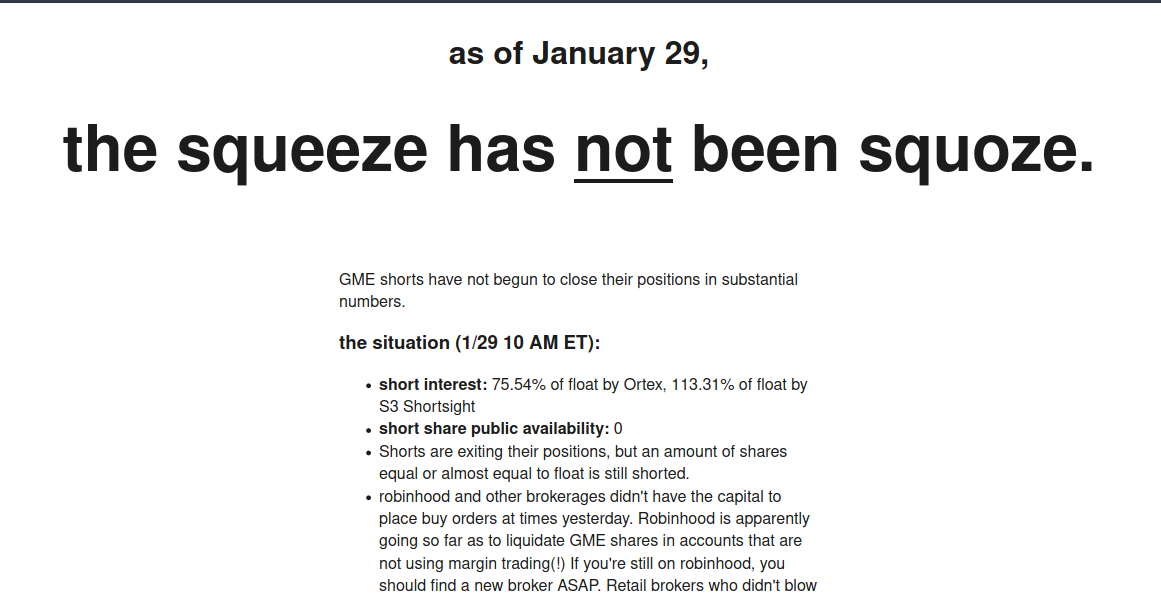 as of January 29,
the squeeze has not been squoze.
GME shorts have not begun to close their positions in substantial
numbers.
the situation (1/29 10 AM ET):
• short interest: 75.54% of float by Ortex, 113.31% of float by
S3 Shortsight
• short share public availability: 0
• Shorts are exiting their positions, but an amount of shares
equal or almost equal to float is still shorted.
• robinhood and other brokerages didn't have the capital to
place buy orders at times yesterday. Robinhood is apparently
going so far as to liquidate GME shares in accounts that are
not using margin trading(!) If you're still on robinhood, you
should find a new broker ASAP. Retail brokers who didn't blow